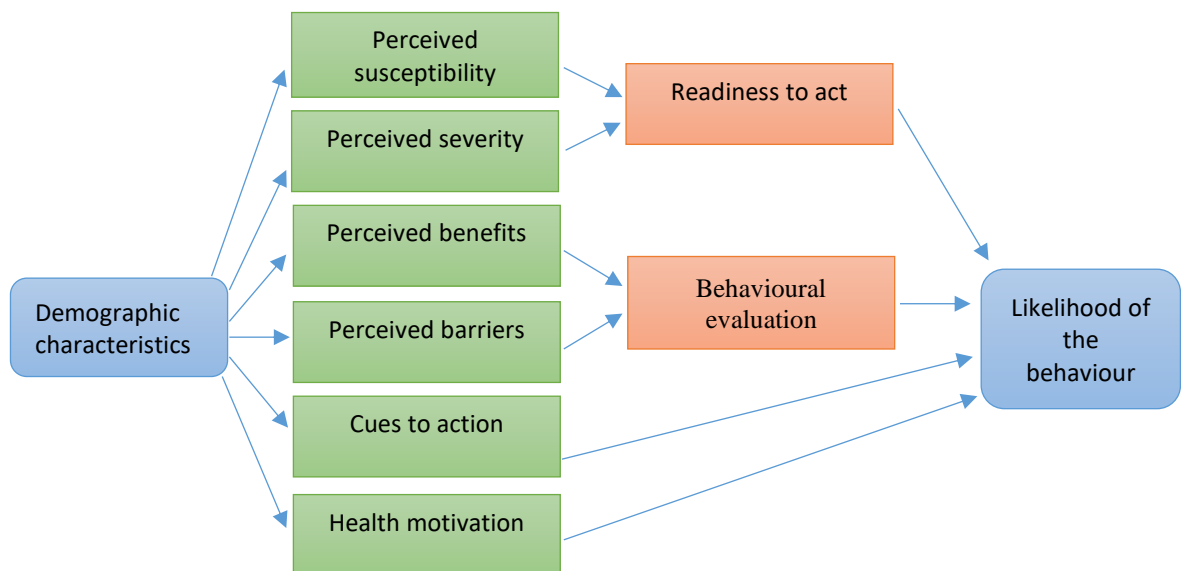 Perceived
susceptibility
Readiness to act
Perceived severity
Perceived benefits
Demographic
characteristics
Behavioural
evaluation
Perceived barriers
Likelihood of
the
behaviour
Cues to action
Health motivation